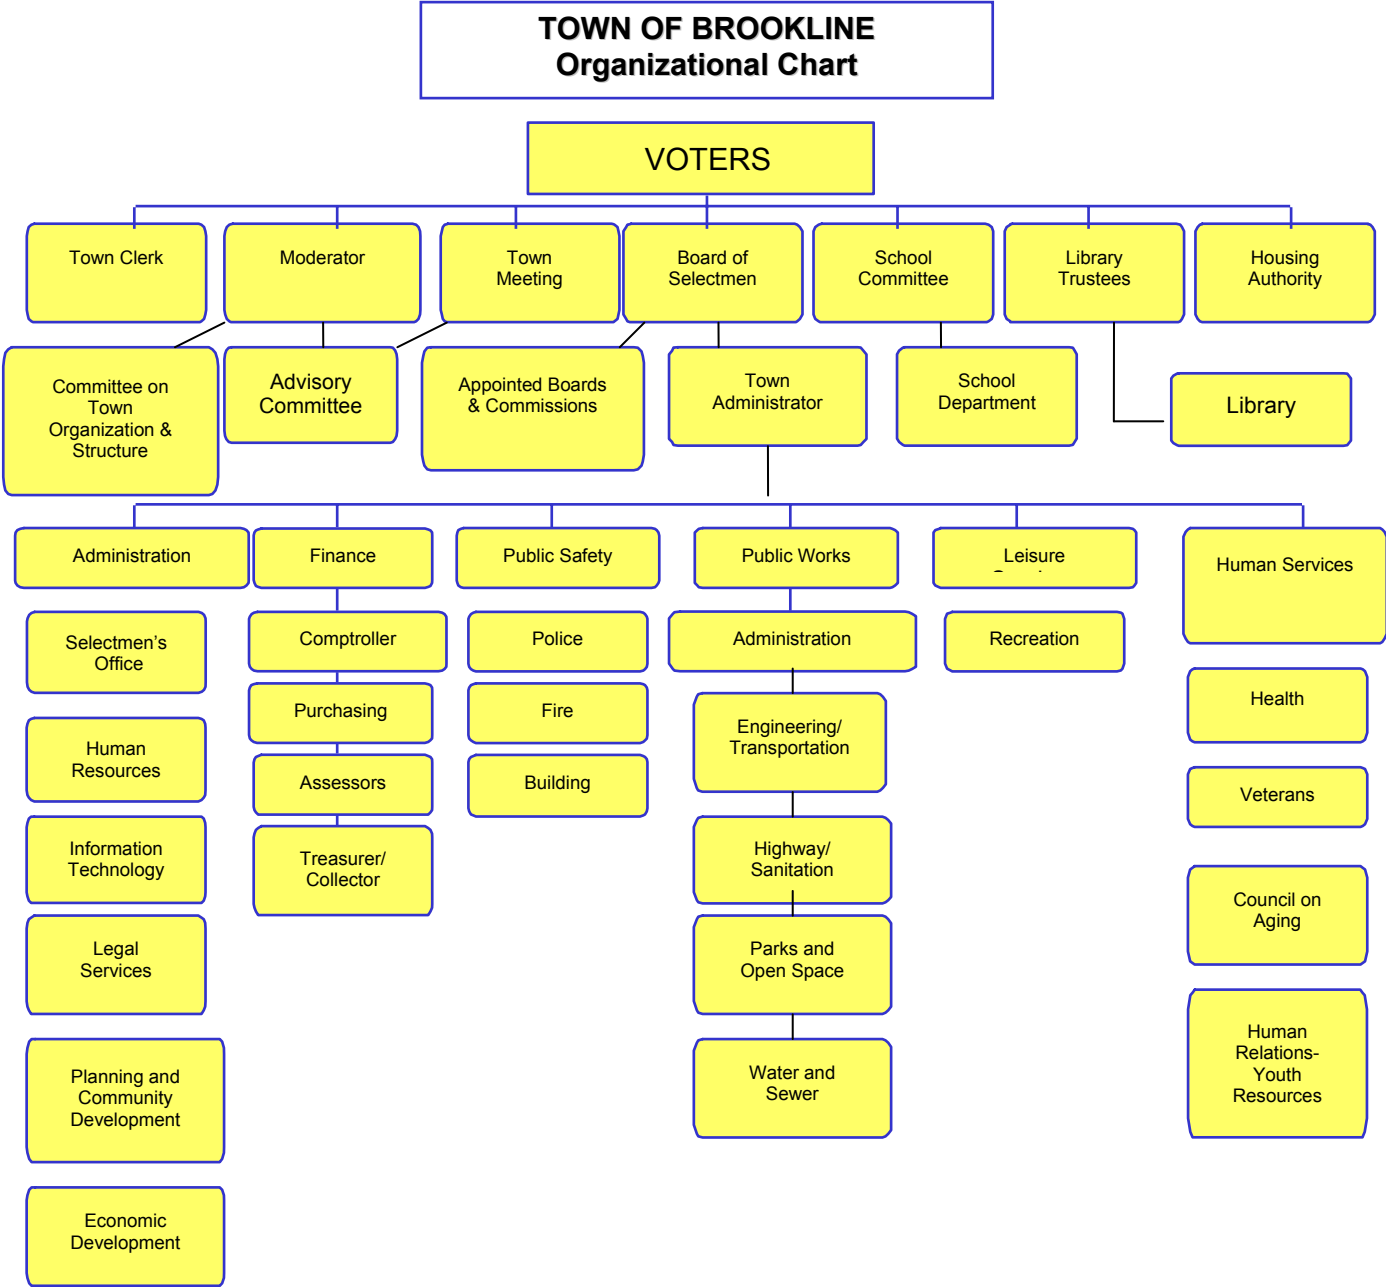 TOWN OF BROOKLINE
Organizational Chart
VOTERS
Town Clerk
Moderator
Town
Meeting
Board of
Selectmen
School
Committee
Library
Trustees
Housing
Authority
Committee on
Town
Organization &
Structure
Advisory
Committee
Appointed Boards
& Commissions
Town
Administrator
School
Department
Library
Administration
Finance
Public Safety
Public Works
Leisure
Human Services
Selectmen’s
Office
Human
Resources
Information
Technology
Legal
Services
Planning and
Community
Development
Economic
Development
Comptroller
Purchasing
Assessors
Treasurer/
Collector
Police
Fire
Building
Administration
Engineering/
Transportation
Highway/
Sanitation
Parks and
Open Space
Water and
Sewer
Recreation
Health
Veterans
Council on
Aging
Human
Relations-
Youth
Resources